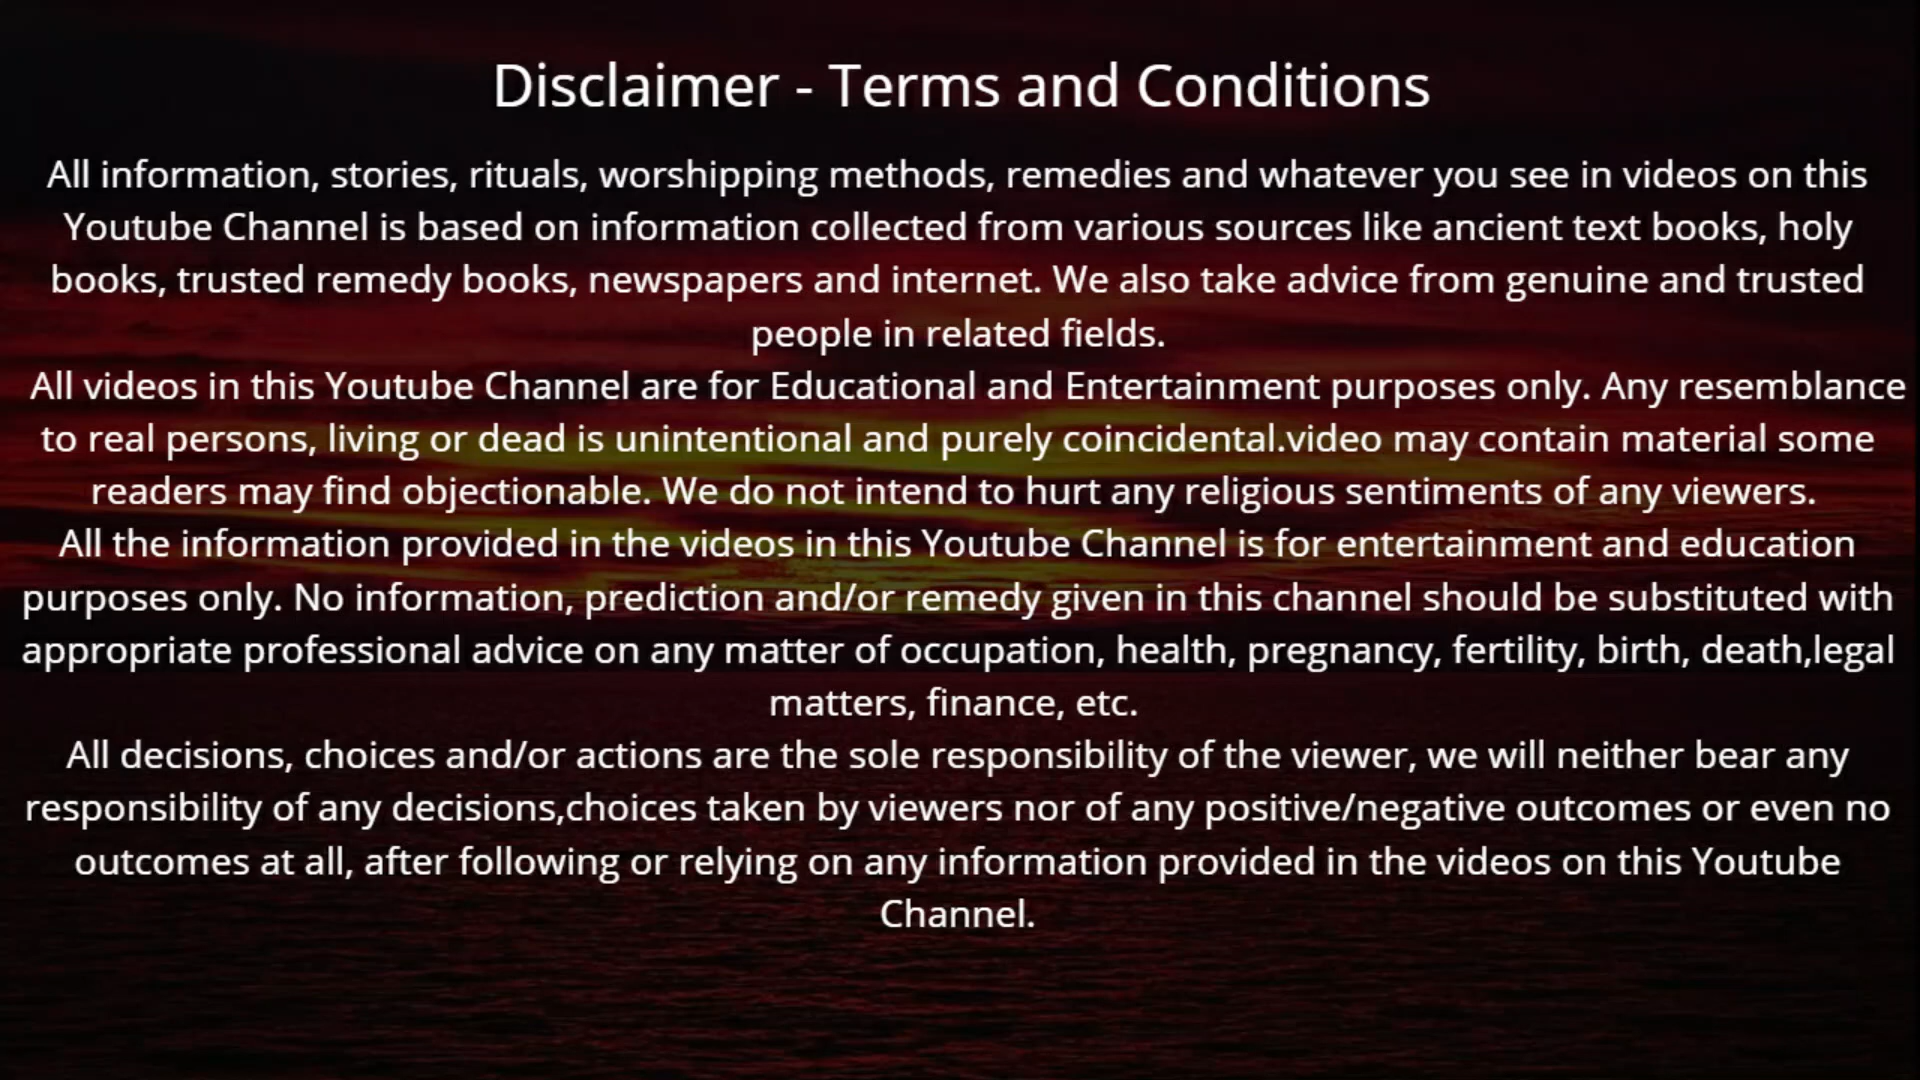 Disclaimer - Terms and Conditions
All information, stories, rituals, worshipping methods, remedies and whatever you see in videos on this
Youtube Channel is based on information collected from various sources like ancient text books, holy
books, trusted remedy books, newspapers and internet. We also take advice from genuine and trusted
people in related fields.
All videos in this Youtube Channel are for Educational and Entertainment purposes only. Any resemblance
to real persons, living or dead is unintentional and purely coincidental.video may contain material some
readers may find objectionable. We do not intend to hurt any religious sentiments of any viewers.
All the information provided in the videos in this Youtube Channel is for entertainment and education
purposes only. No information, prediction and/or remedy given in this channel should be substituted with
appropriate professional advice on any matter of occupation, health, pregnancy, fertility, birth, death,legal
matters, finance, etc.
All decisions, choices and/or actions are the sole responsibility of the viewer, we will neither bear any
responsibility of any decisions,choices taken by viewers nor of any positive/negative outcomes or even no
outcomes at all, after following or relying on any information provided in the videos on this Youtube
Channel.